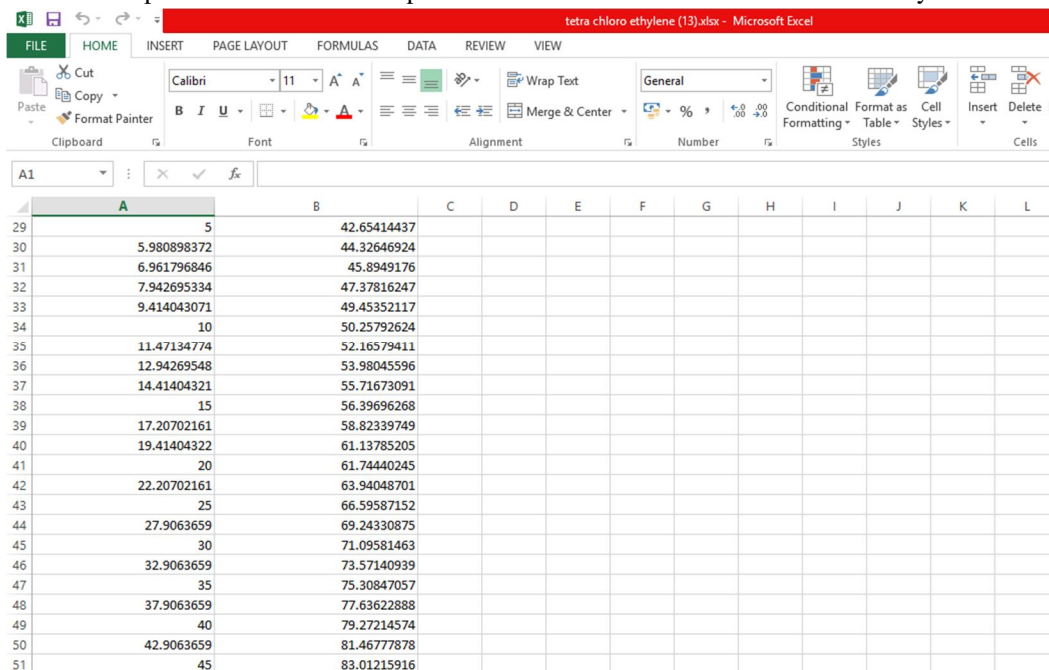 tetra chloro ethylene (13).xlsx - Microsoft Excel
FILE HOME INSERT PAGE LAYOUT FORMULAS DATA REVIEW VIEW
Cut
Copy
Format Painter
Paste
Clipboard
Calibri 11 A A
B I U A
Font
Wrap Text
Merge & Center
Alignment
General
% , .0 .00 .00 .0
Number
Conditional Formatting
Format as Table
Cell Styles
Styles
Insert Delete
Cells
A1 fx
A B C D E F G H I J K L
29 5 42.65414437
30 5.980898372 44.32646924
31 6.961796846 45.8949176
32 7.942695334 47.37816247
33 9.414043071 49.45352117
34 10 50.25792624
35 11.47134774 52.16579411
36 12.94269548 53.98045596
37 14.41404321 55.71673091
38 15 56.39696268
39 17.20702161 58.82339749
40 19.41404322 61.13785205
41 20 61.74440245
42 22.20702161 63.94048701
43 25 66.59587152
44 27.9063659 69.24330875
45 30 71.09581463
46 32.9063659 73.57140939
47 35 75.30847057
48 37.9063659 77.63622888
49 40 79.27214574
50 42.9063659 81.46777878
51 45 83.01215916